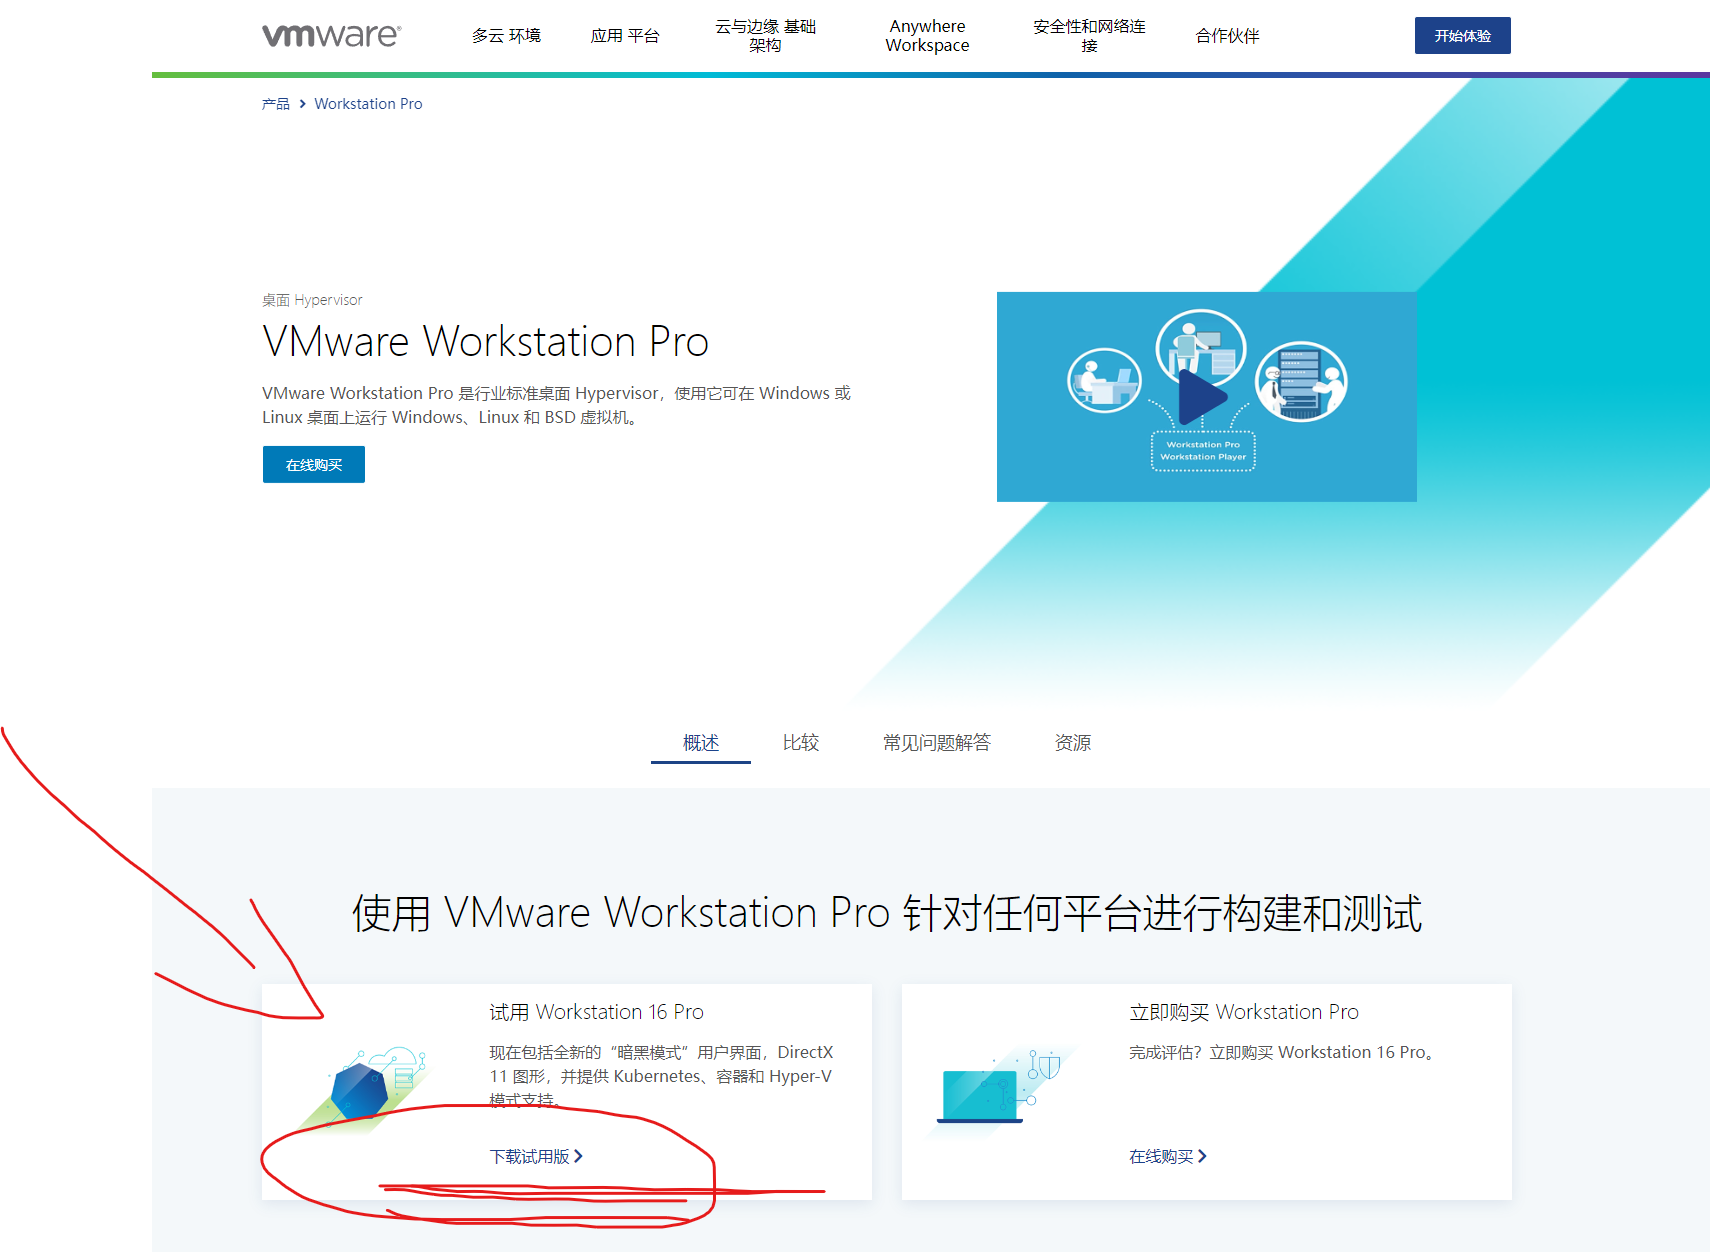 vmware®
多云 环境
应用 平台
云与边缘 基础
架构
Anywhere
Workspace
安全性和网络连
接
合作伙伴
开始体验
产品 > Workstation Pro
桌面 Hypervisor
VMware Workstation Pro
VMware Workstation Pro 是行业标准桌面 Hypervisor，使用它可在 Windows 或
Linux 桌面上运行 Windows、Linux 和 BSD 虚拟机。
在线购买
Workstation Pro
Workstation Player
概述
比较
常见问题解答
资源
使用 VMware Workstation Pro 针对任何平台进行构建和测试
试用 Workstation 16 Pro
现在包括全新的“暗黑模式”用户界面，DirectX
11 图形，并提供 Kubernetes、容器和 Hyper-V
模式支持。
下载试用版 >
立即购买 Workstation Pro
完成评估？立即购买 Workstation 16 Pro。
在线购买 >